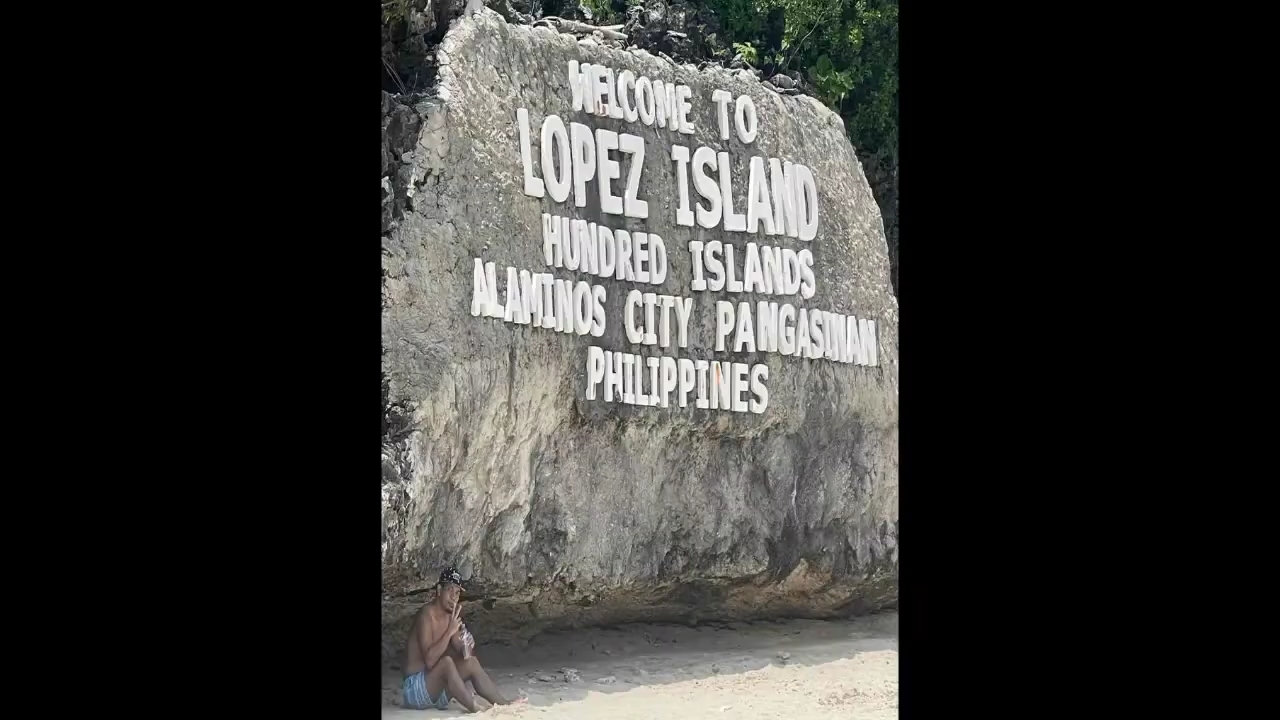 WELCOME TO
LOPEZ ISLAND
HUNDRED ISLANDS
ALAMINOS CITY PANGASINAN
PHILIPPINES